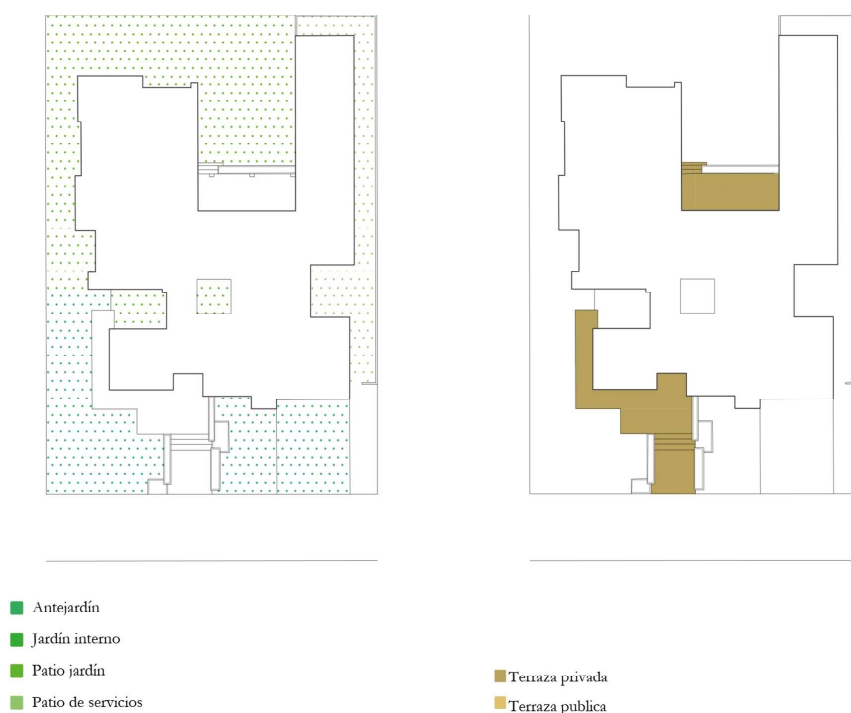 Antejardín
Jardín interno
Patio jardín
Patio de servicios
Terraza privada
Terraza publica